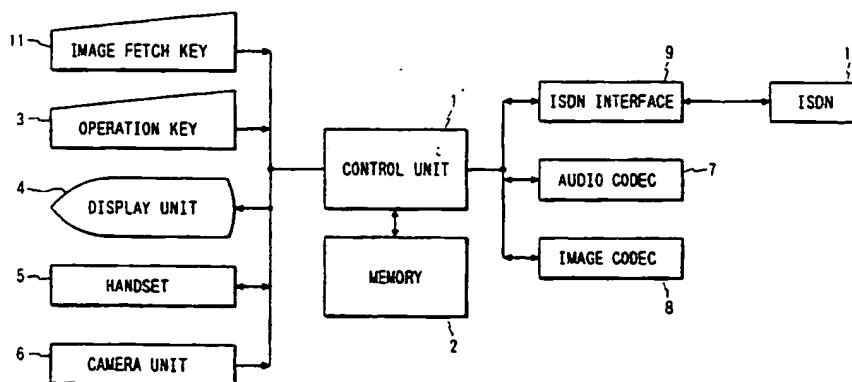 11
IMAGE FETCH KEY
3
OPERATION KEY
4
DISPLAY UNIT
5
HANDSET
6
CAMERA UNIT
1
CONTROL UNIT
MEMORY
2
9
ISDN INTERFACE
1
ISDN
AUDIO CODEC
7
IMAGE CODEC
8